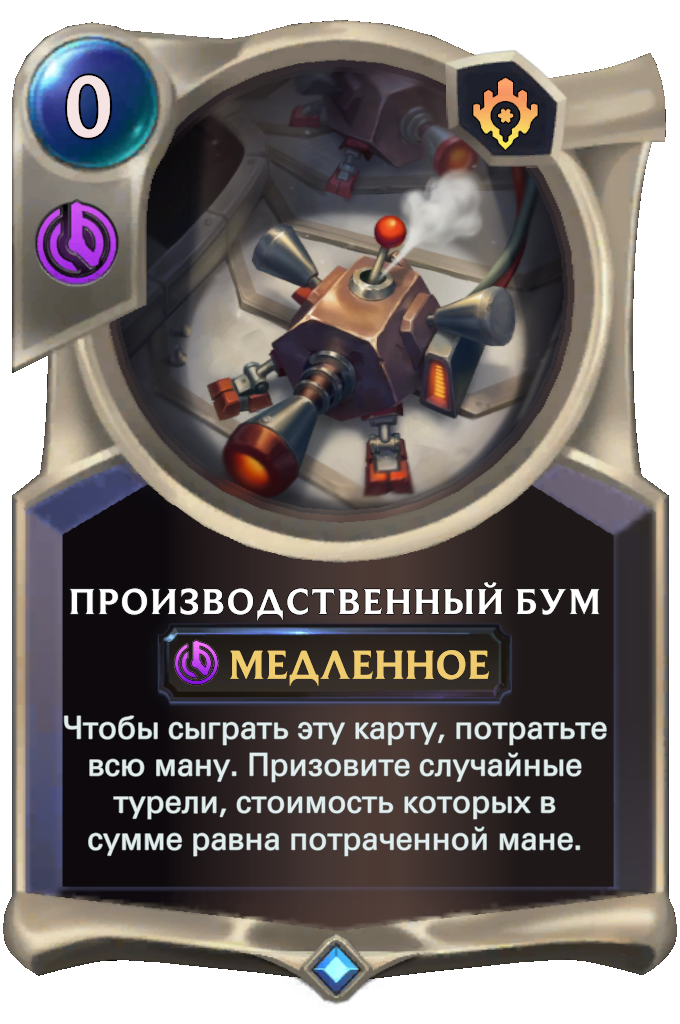 0
ПРОИЗВОДСТВЕННЫЙ БУМ
МЕДЛЕННОЕ
Чтобы сыграть эту карту, потратьте
всю ману. Призовите случайные
турели, стоимость которых в
сумме равна потраченной мане.